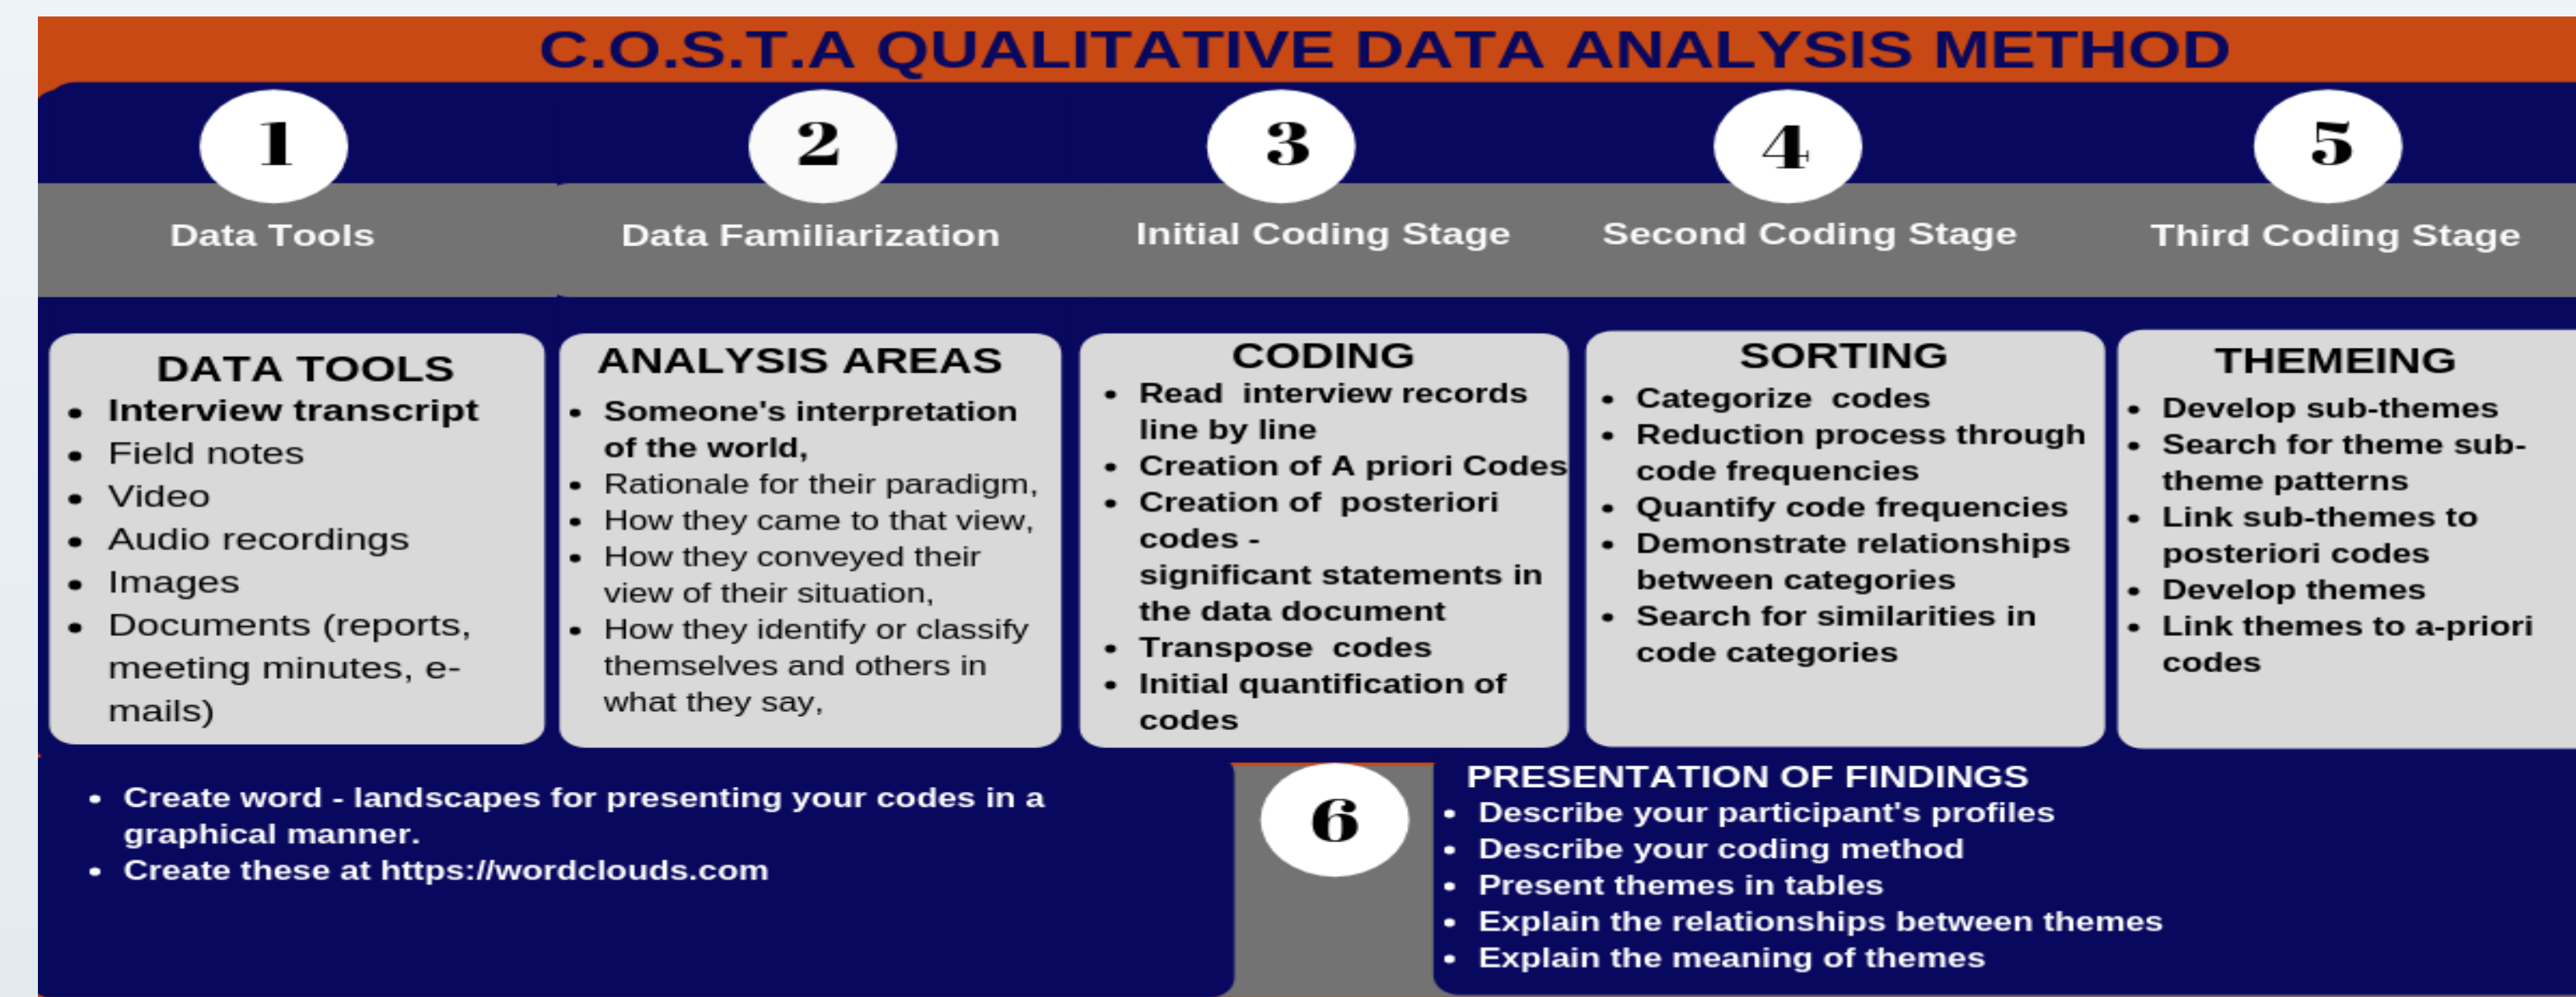 C.O.S.T.A QUALITATIVE DATA ANALYSIS METHOD
1
Data Tools
2
Data Familiarization
3
Initial Coding Stage
4
Second Coding Stage
5
Third Coding Stage
DATA TOOLS
• Interview transcript
• Field notes
• Video
• Audio recordings
• Images
• Documents (reports,
meeting minutes, e-
mails)
ANALYSIS AREAS
• Someone's interpretation
of the world,
• Rationale for their paradigm,
• How they came to that view,
• How they conveyed their
view of their situation,
• How they identify or classify
themselves and others in
what they say,
CODING
• Read interview records
line by line
• Creation of A priori Codes
• Creation of posteriori
codes -
significant statements in
the data document
• Transpose codes
• Initial quantification of
codes
SORTING
• Categorize codes
• Reduction process through
code frequencies
• Quantify code frequencies
• Demonstrate relationships
between categories
• Search for similarities in
code categories
THEMEING
• Develop sub-themes
• Search for theme sub-
theme patterns
• Link sub-themes to
posteriori codes
• Develop themes
• Link themes to a-priori
codes
• Create word - landscapes for presenting your codes in a
graphical manner.
• Create these at https://wordclouds.com
6
PRESENTATION OF FINDINGS
• Describe your participant's profiles
• Describe your coding method
• Present themes in tables
• Explain the relationships between themes
• Explain the meaning of themes